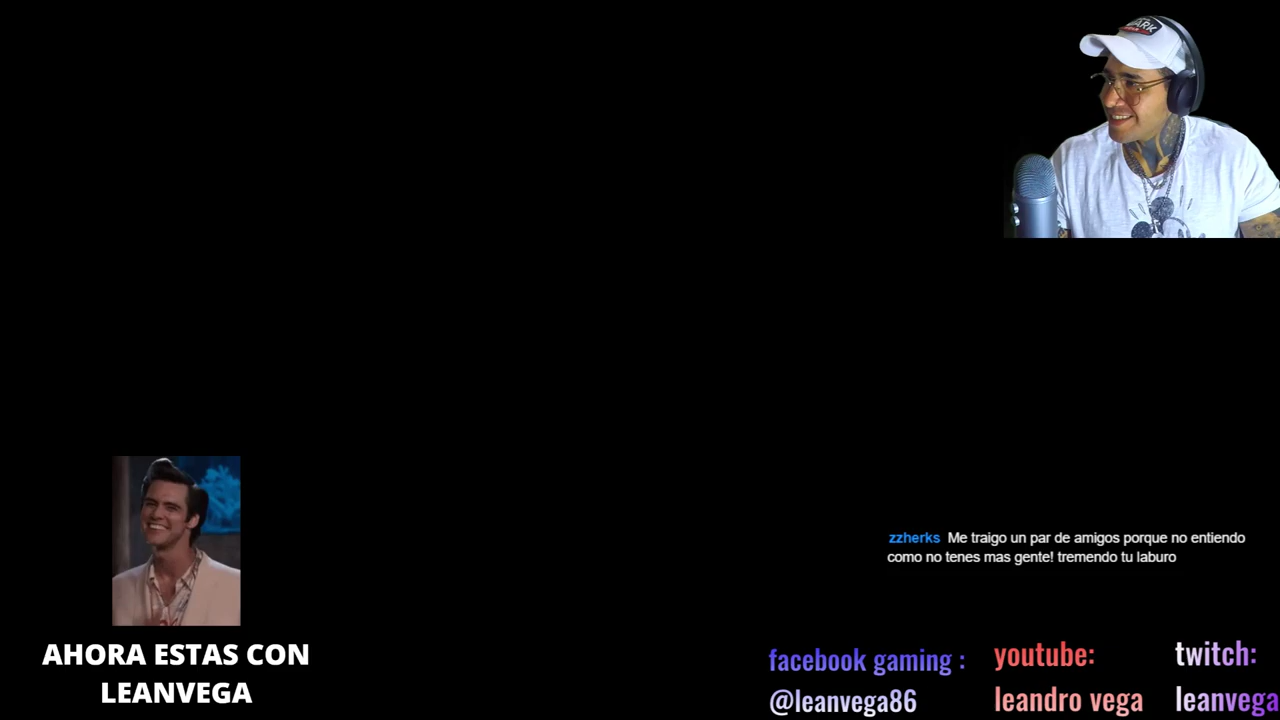 zzherks Me traigo un par de amigos porque no entiendo
como no tenes mas gente! tremendo tu laburo
AHORA ESTAS CON
LEANVEGA
facebook gaming :
@leanvega86
youtube:
leandro vega
twitch:
leanvega